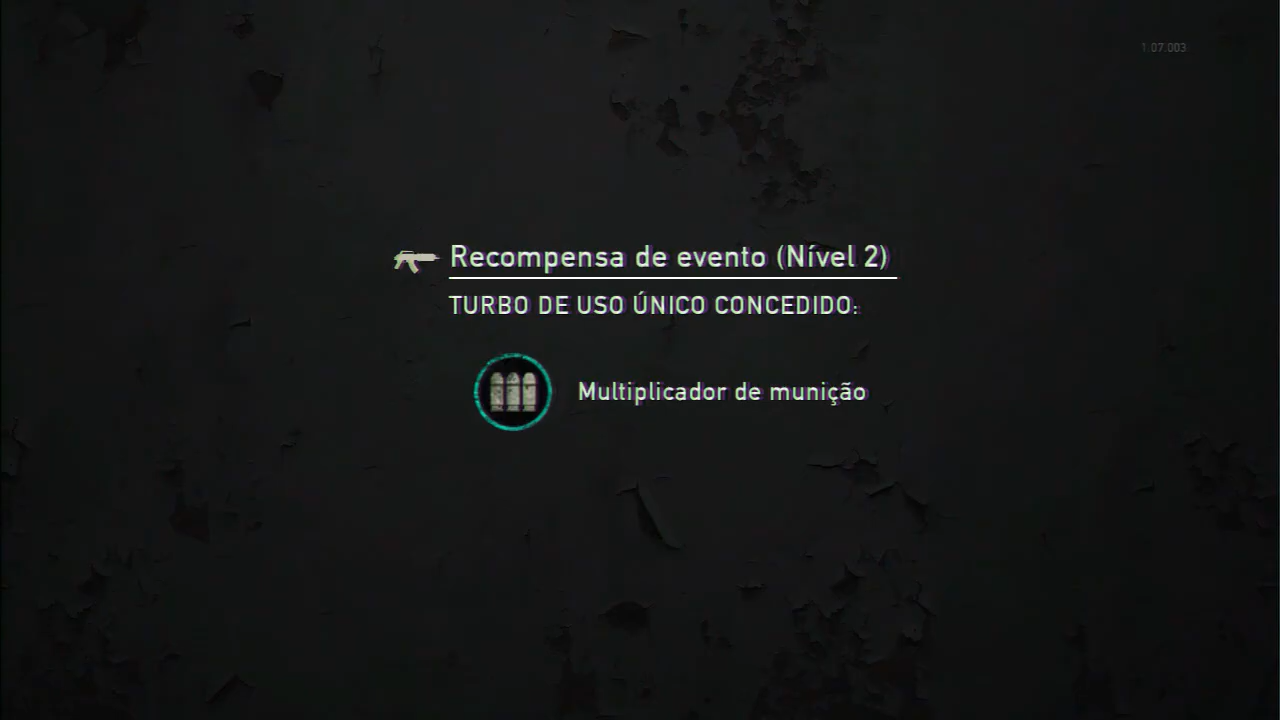 1.07.003
Recompensa de evento (Nível 2)
TURBO DE USO ÚNICO CONCEDIDO:
Multiplicador de munição